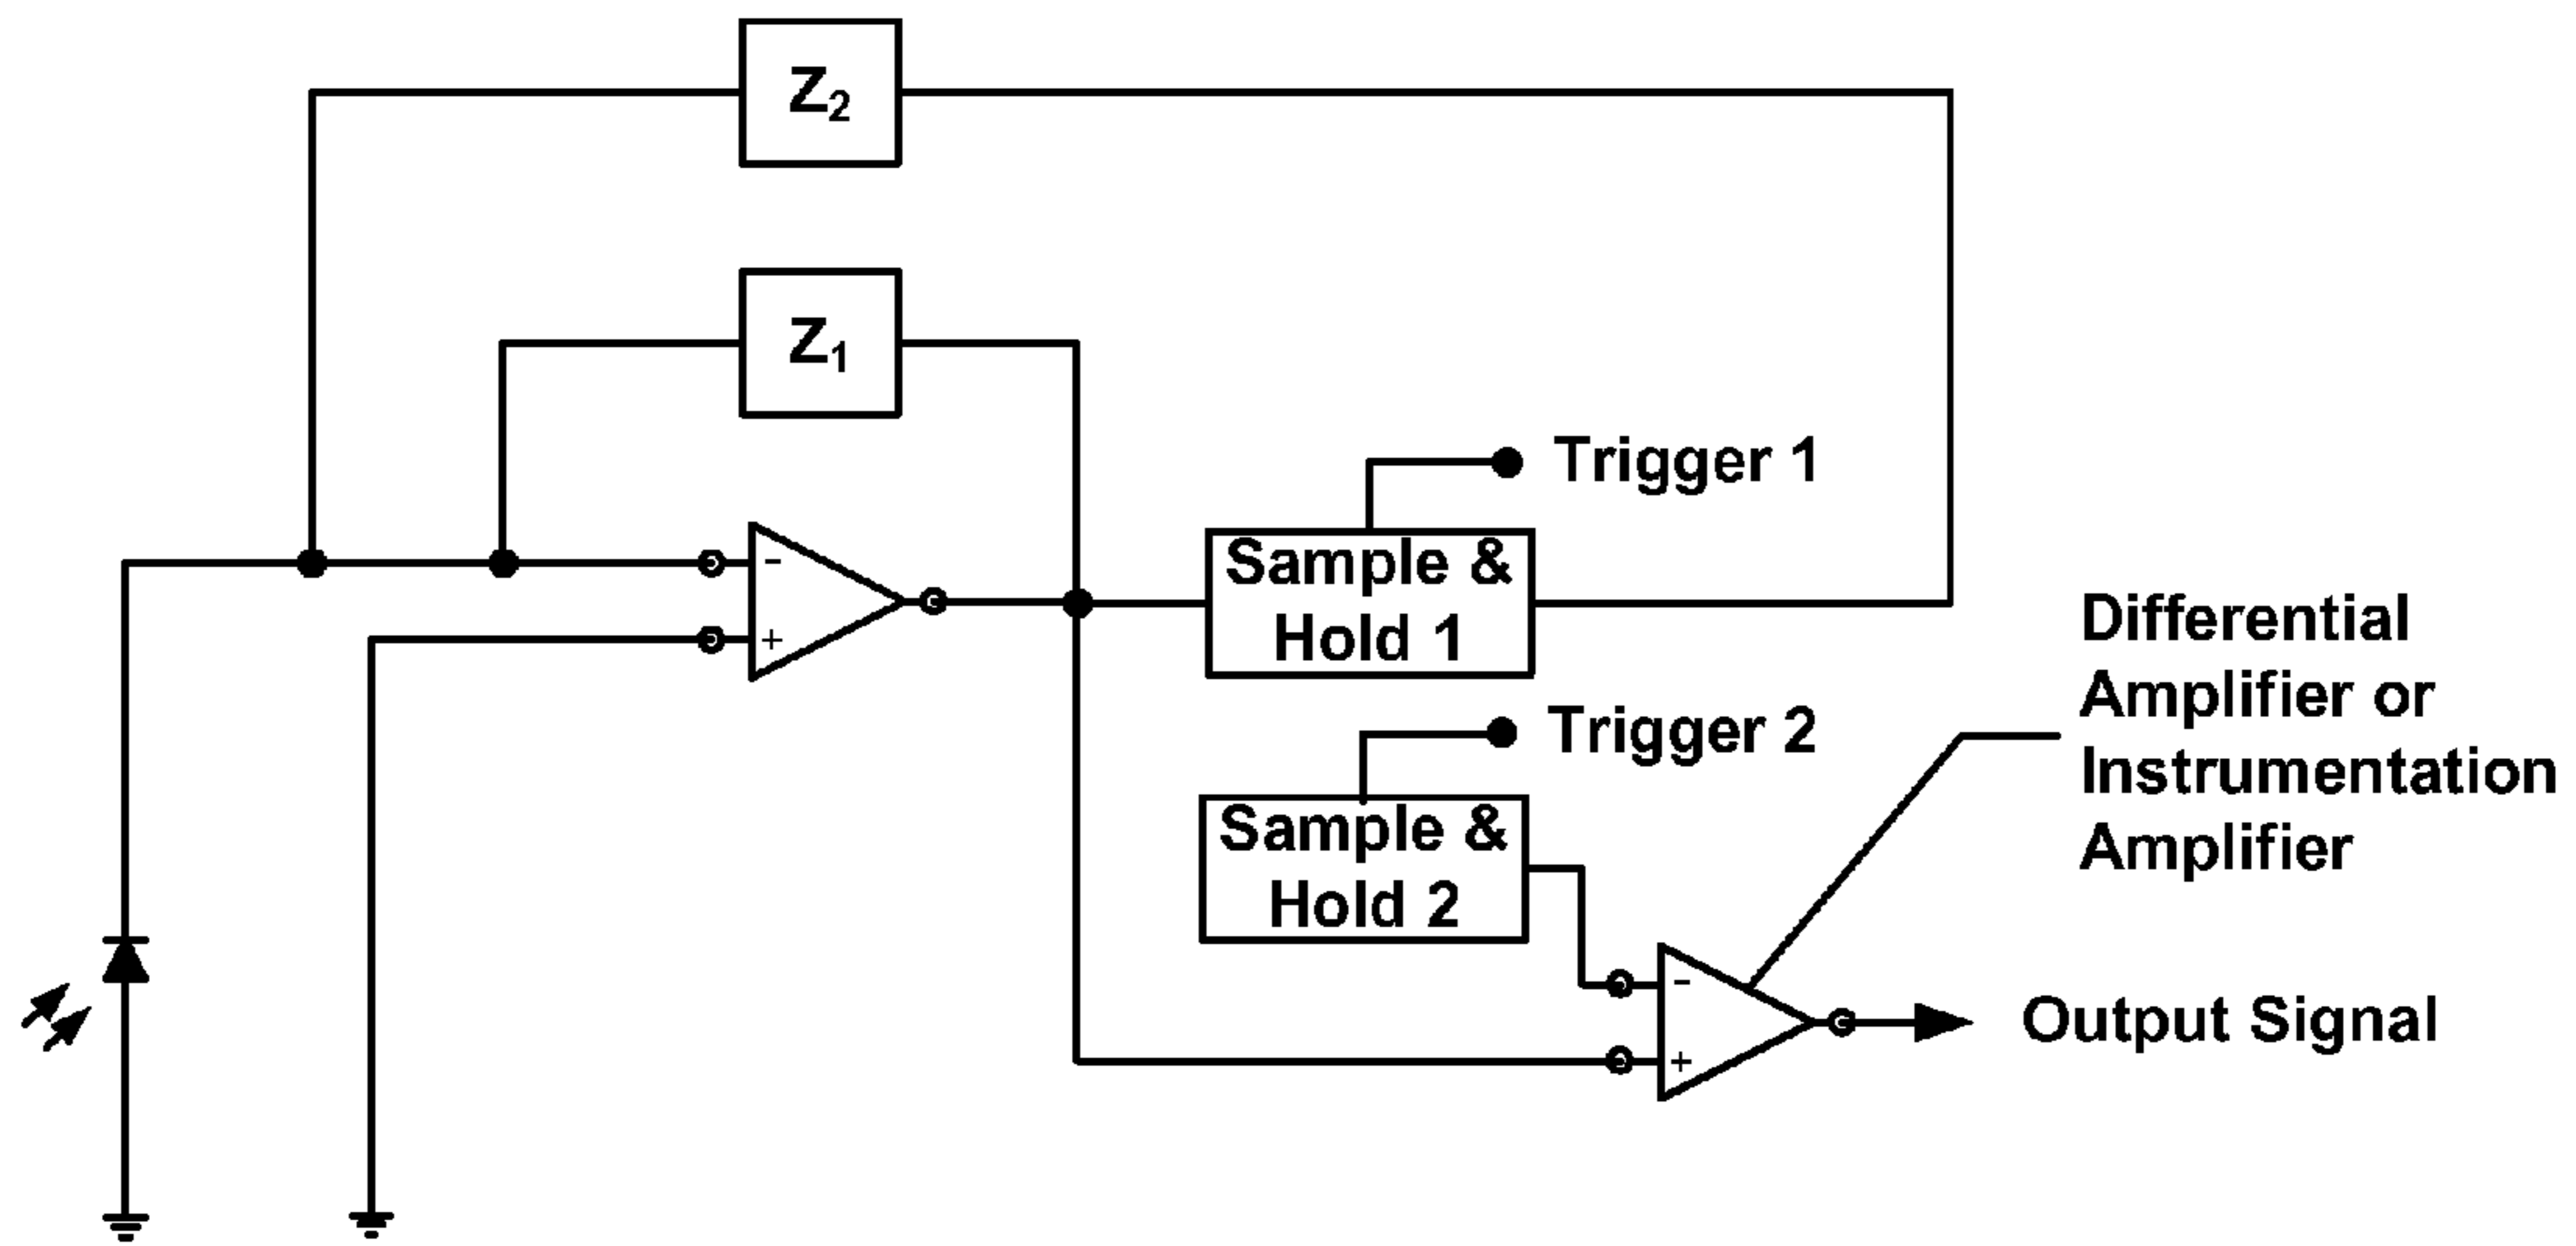 Z2
Z1
Trigger 1
-
+
Sample &
Hold 1
Trigger 2
Sample &
Hold 2
Differential
Amplifier or
Instrumentation
Amplifier
-
+
Output Signal